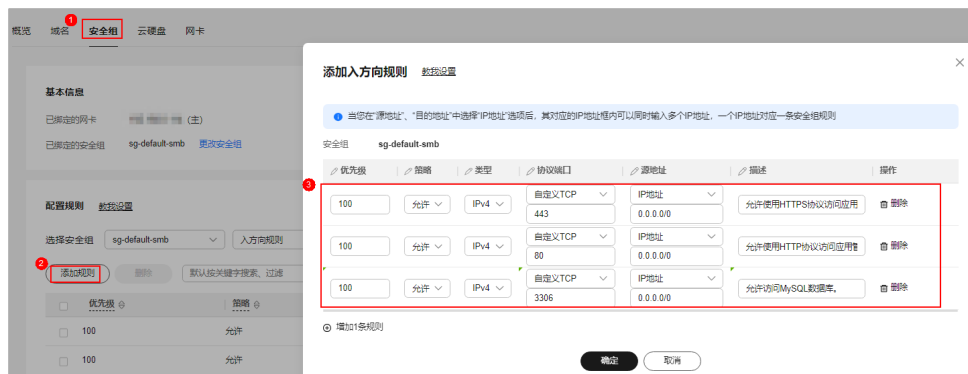 概览 域名 安全组 云硬盘 网卡
1
基本信息
已绑定的网卡 (主)
已绑定的安全组 sg-default-smb 更改安全组
配置规则 教我设置
选择安全组 sg-default-smb 入方向规则
2
添加规则 删除 默认按关键字搜索、过滤
优先级 策略
100 允许
100 允许
添加入方向规则 教我设置
当您在“源地址”、“目的地址”中选择“IP地址”选项后，其对应的IP地址框内可以同时输入多个IP地址，一个IP地址对应一条安全组规则
安全组 sg-default-smb
优先级 策略 类型 协议端口 源地址 描述 操作
3
100 允许 IPv4 自定义TCP IP地址 允许使用HTTPS协议访问应用 删除
443 0.0.0.0/0
100 允许 IPv4 自定义TCP IP地址 允许使用HTTP协议访问应用 删除
80 0.0.0.0/0
100 允许 IPv4 自定义TCP IP地址 允许访问MySQL数据库。 删除
3306 0.0.0.0/0
增加1条规则
确定 取消